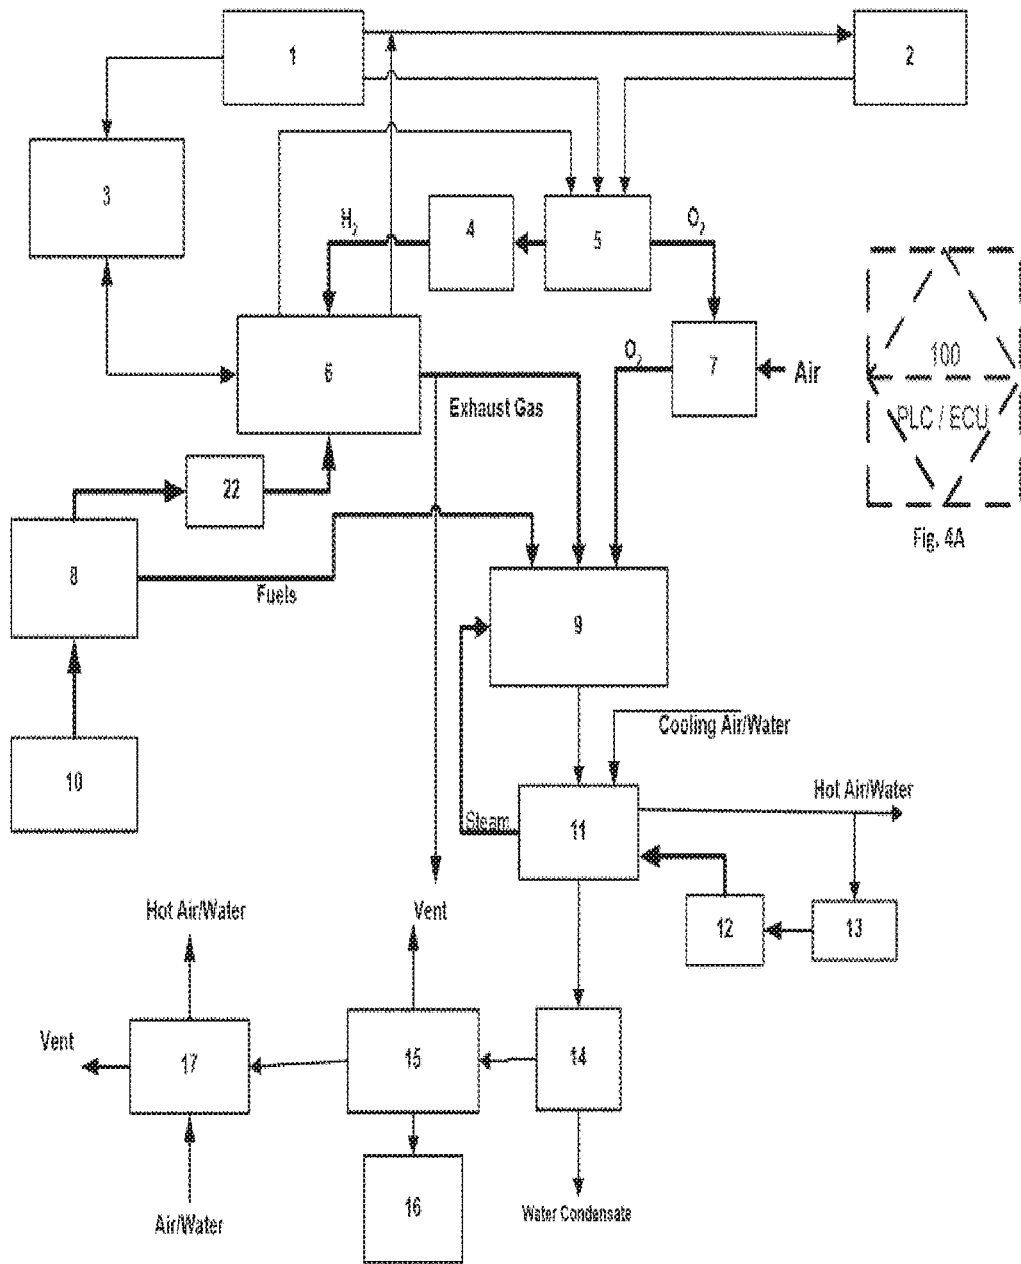 1
2
3
H2
4
5
O2
6
O2
7
Air
100
PLC / ECU
Exhaust Gas
22
Fig. 4A
8
Fuels
9
Cooling Air/Water
10
Hot Air/Water
Steam
11
Hot Air/Water
Vent
12
13
Vent
17
15
14
16
Air/Water
Water Condensate